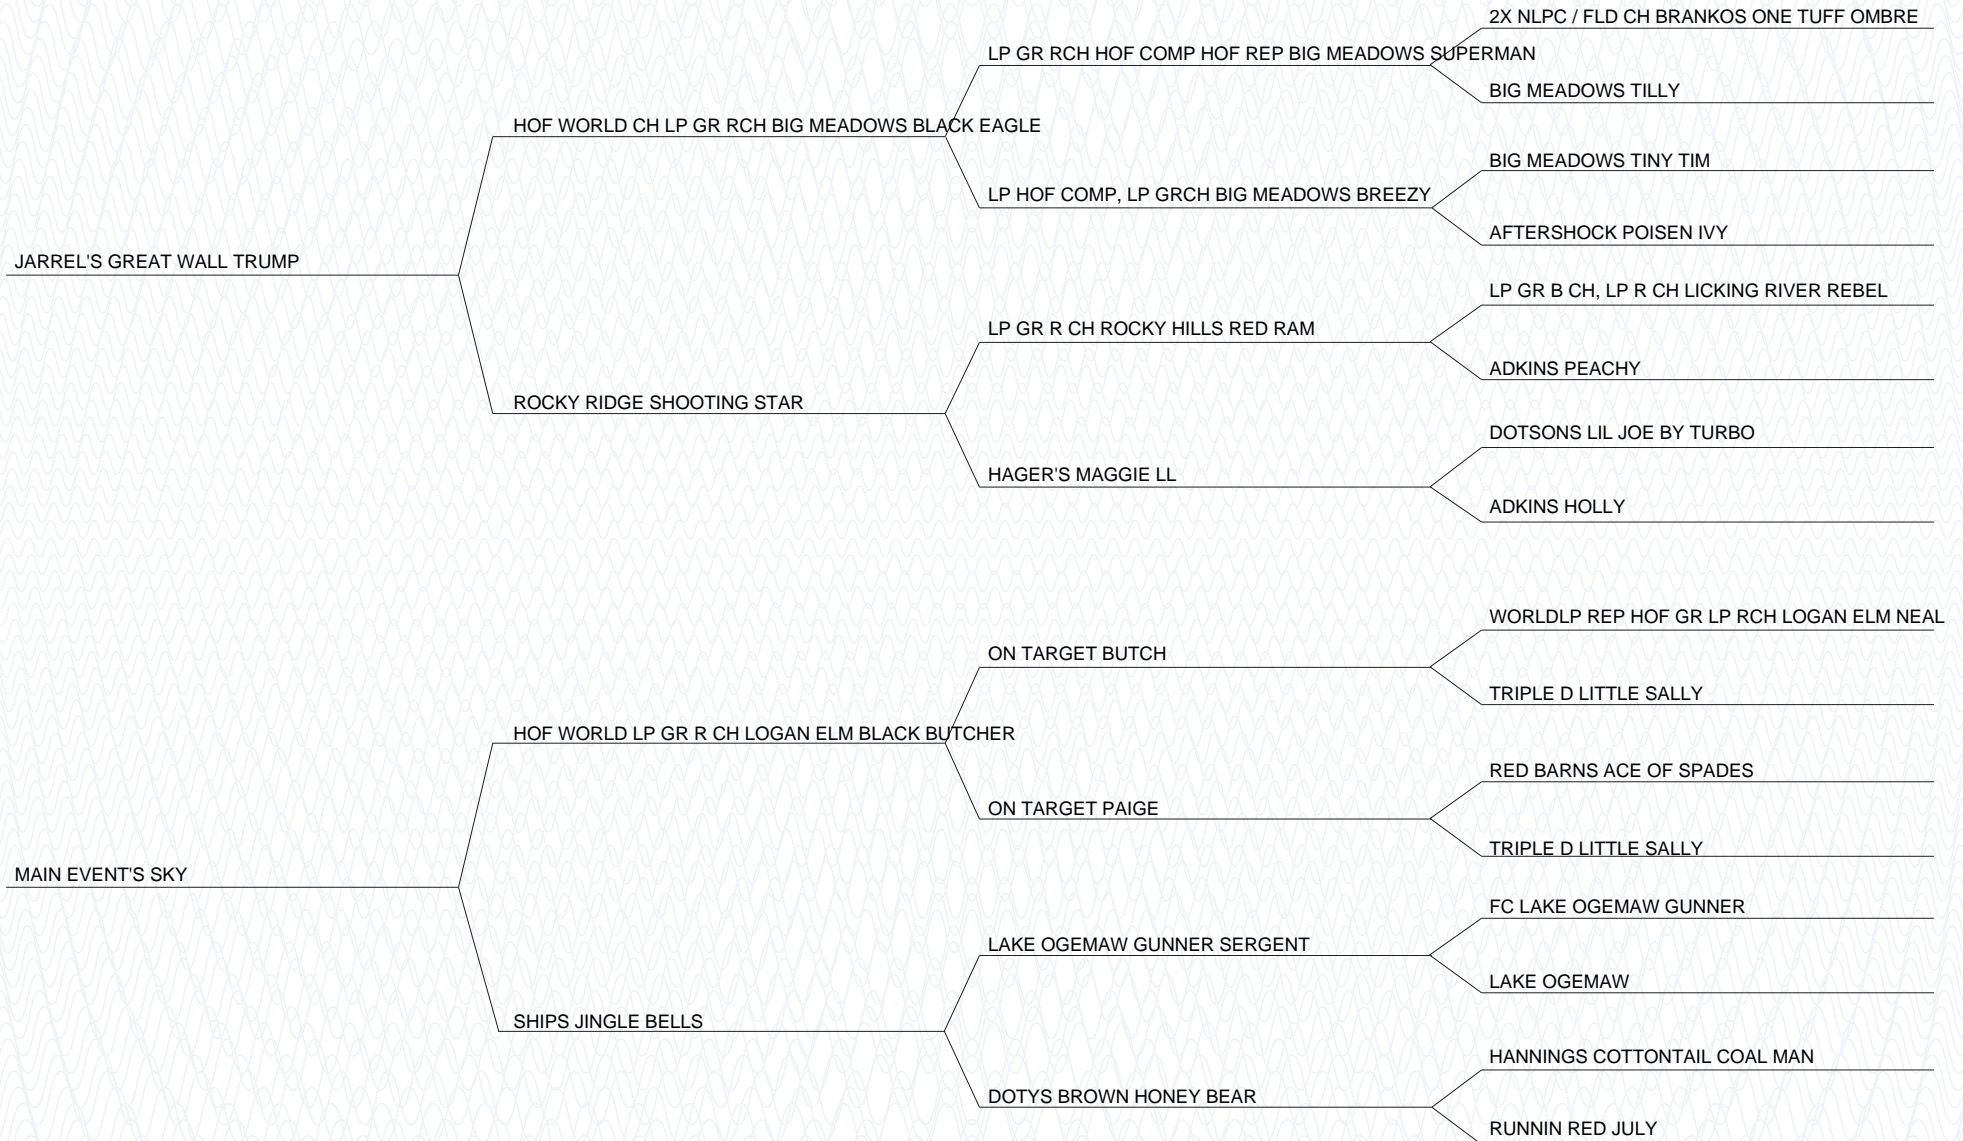 2X NLPC / FLD CH BRANKOS ONE TUFF OMBRE
LP GR RCH HOF COMP HOF REP BIG MEADOWS SUPERMAN
BIG MEADOWS TILLY
HOF WORLD CH LP GR RCH BIG MEADOWS BLACK EAGLE
BIG MEADOWS TINY TIM
LP HOF COMP, LP GRCH BIG MEADOWS BREEZY
AFTERSHOCK POISEN IVY
JARREL'S GREAT WALL TRUMP
LP GR B CH, LP R CH LICKING RIVER REBEL
LP GR R CH ROCKY HILLS RED RAM
ADKINS PEACHY
ROCKY RIDGE SHOOTING STAR
DOTSONS LIL JOE BY TURBO
HAGER'S MAGGIE LL
ADKINS HOLLY
WORLDLP REP HOF GR LP RCH LOGAN ELM NEAL
ON TARGET BUTCH
TRIPLE D LITTLE SALLY
HOF WORLD LP GR R CH LOGAN ELM BLACK BUTCHER
RED BARNS ACE OF SPADES
ON TARGET PAIGE
TRIPLE D LITTLE SALLY
MAIN EVENT'S SKY
FC LAKE OGEMAW GUNNER
LAKE OGEMAW GUNNER SERGENT
LAKE OGEMAW
SHIPS JINGLE BELLS
HANNINGS COTTONTAIL COAL MAN
DOTYS BROWN HONEY BEAR
RUNNIN RED JULY